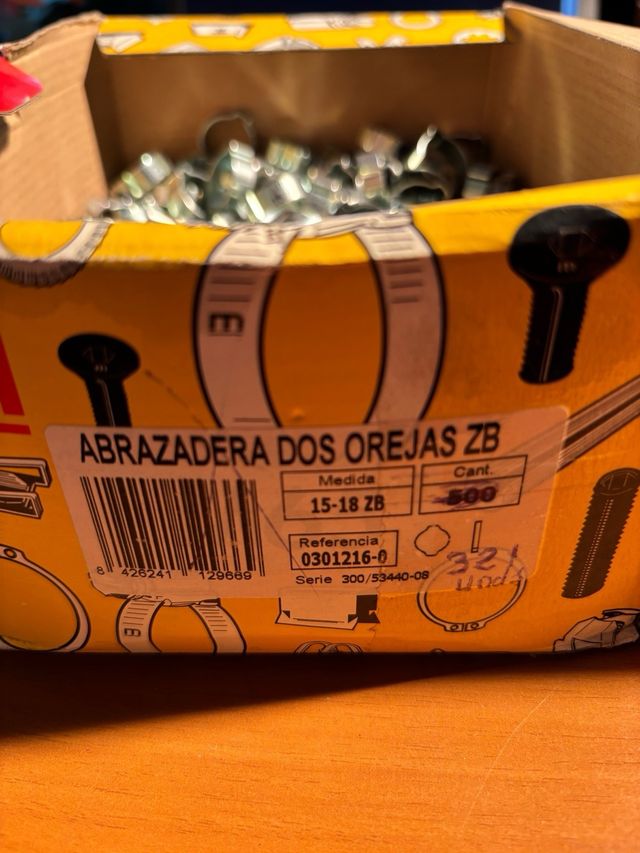 ABRAZADERA DOS OREJAS ZB
Medida
15-18 ZB
Cant.
500
Referencia
0301216-0
8 426241 129669
Serie 300/53440-08
321
Und